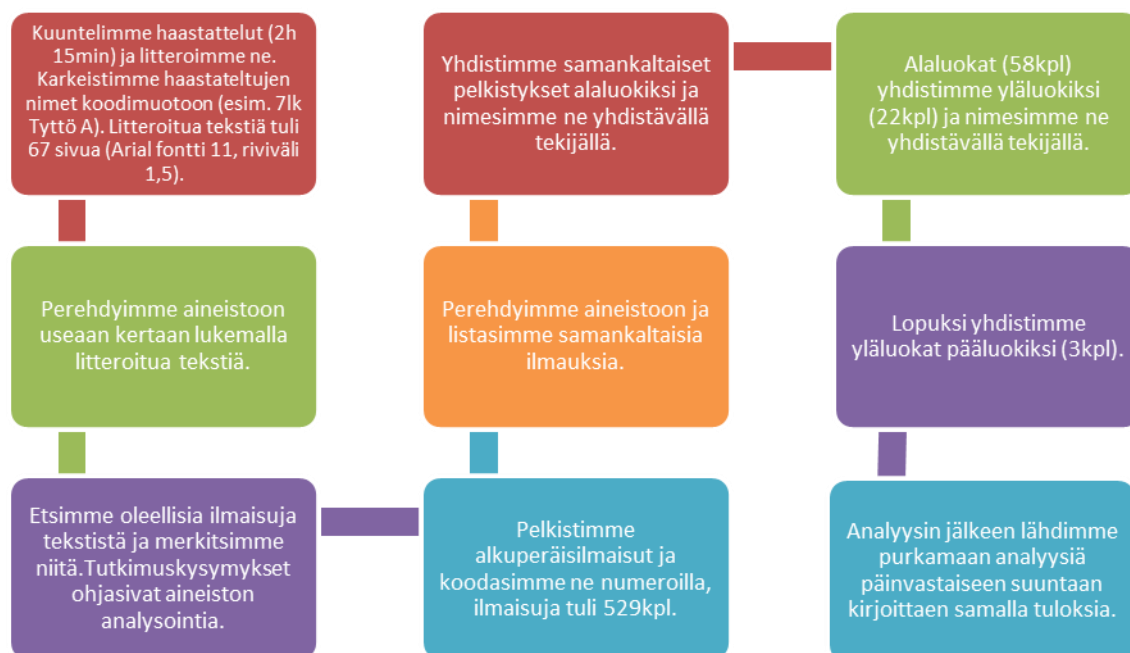 Kuuntelimme haastattelut (2h
15min) ja litteroimme ne.
Karkeistimme haastateltujen
nimet koodimuotoon (esim. 7lk
Tyttö A). Litteroitua tekstiä tuli
67 sivua (Arial fontti 11, riviväli
1,5).
Perehdyimme aineistoon
useaan kertaan lukemalla
litteroitua tekstiä.
Etsimme oleellisia ilmaisuja
tekstistä ja merkitsimme
niitä.Tutkimuskysymykset
ohjasivat aineiston
analysointia.
Pelkistimme
alkuperäisilmaisut ja
koodasimme ne numeroilla,
ilmaisuja tuli 529kpl.
Perehdyimme aineistoon ja
listasimme samankaltaisia
ilmauksia.
Yhdistimme samankaltaiset
pelkistykset alaluokiksi ja
nimesimme ne yhdistävällä
tekijällä.
Alaluokat (58kpl)
yhdistimme yläluokiksi
(22kpl) ja nimesimme ne
yhdistävällä tekijällä.
Lopuksi yhdistimme
yläluokat pääluokiksi (3kpl).
Analyysin jälkeen lähdimme
purkamaan analyysiä
päinvastaiseen suuntaan
kirjoittaen samalla tuloksia.